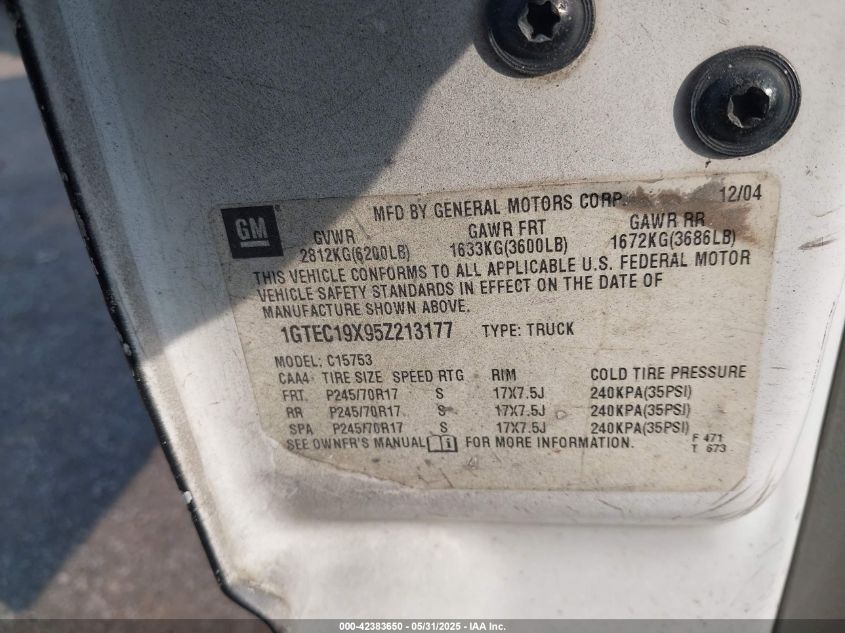 GM
MFD BY GENERAL MOTORS CORP. 12/04
GVWR GAWR FRT GAWR RR
2812KG(6200LB) 1633KG(3600LB) 1672KG(3686LB)
THIS VEHICLE CONFORMS TO ALL APPLICABLE U.S. FEDERAL MOTOR
VEHICLE SAFETY STANDARDS IN EFFECT ON THE DATE OF
MANUFACTURE SHOWN ABOVE.
1GTEC19X95Z213177 TYPE: TRUCK
MODEL: C15753
CAA4 TIRE SIZE SPEED RTG RIM COLD TIRE PRESSURE
FRT. P245/70R17 S 17X7.5J 240KPA(35PSI)
RR P245/70R17 S 17X7.5J 240KPA(35PSI)
SPA P245/70R17 S 17X7.5J 240KPA(35PSI)
SEE OWNER'S MANUAL FOR MORE INFORMATION.
F 471
T 673
000-42383650 - 05/31/2025 - IAA Inc.